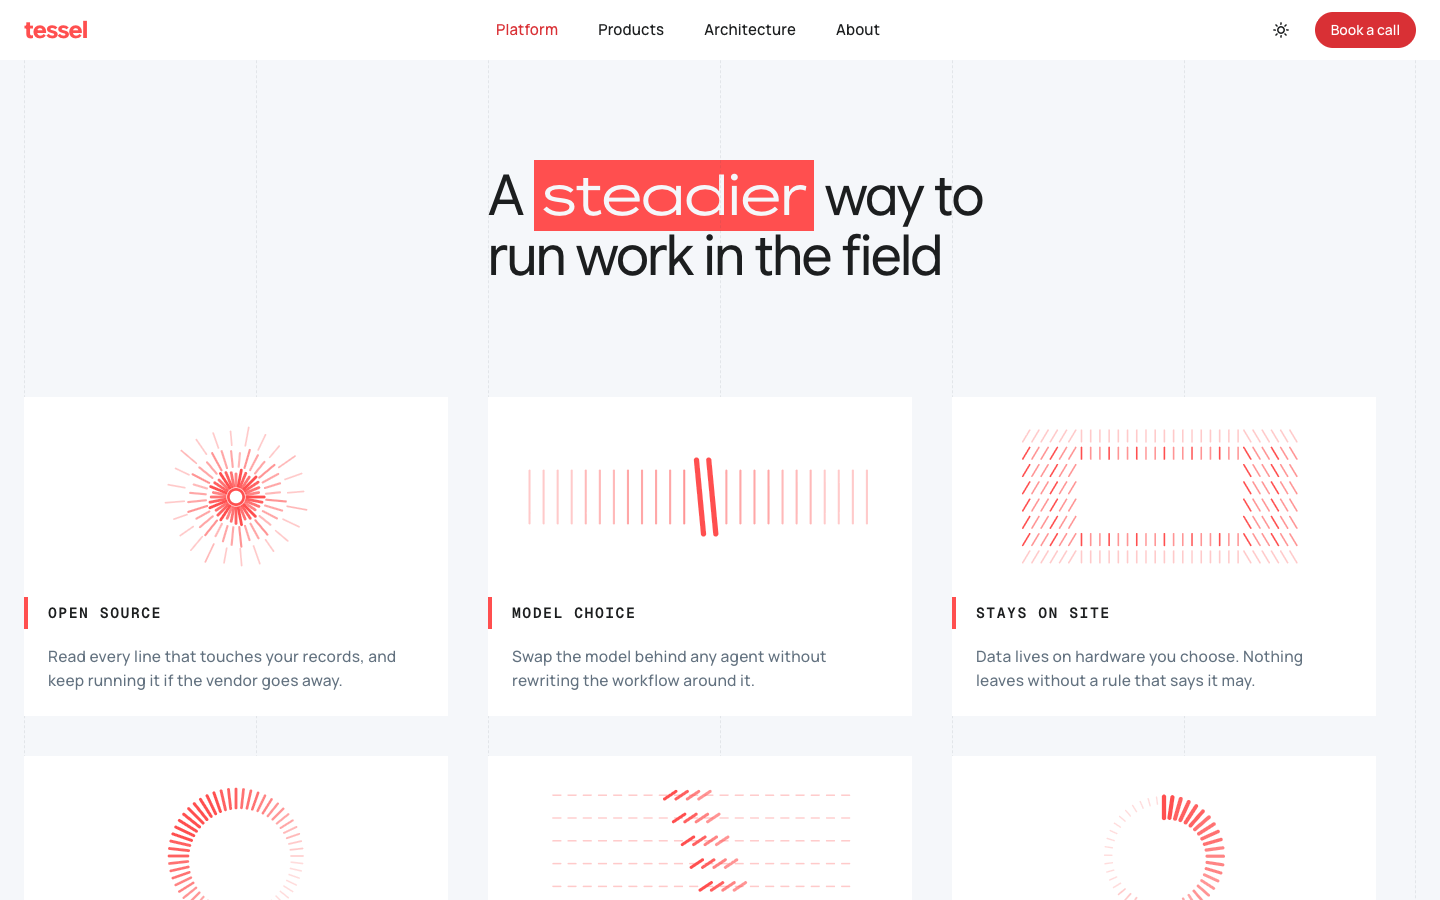 tessel
Platform
Products
Architecture
About
Book a call
A steadier way to
run work in the field
OPEN SOURCE
Read every line that touches your records, and
keep running it if the vendor goes away.
MODEL CHOICE
Swap the model behind any agent without
rewriting the workflow around it.
STAYS ON SITE
Data lives on hardware you choose. Nothing
leaves without a rule that says it may.